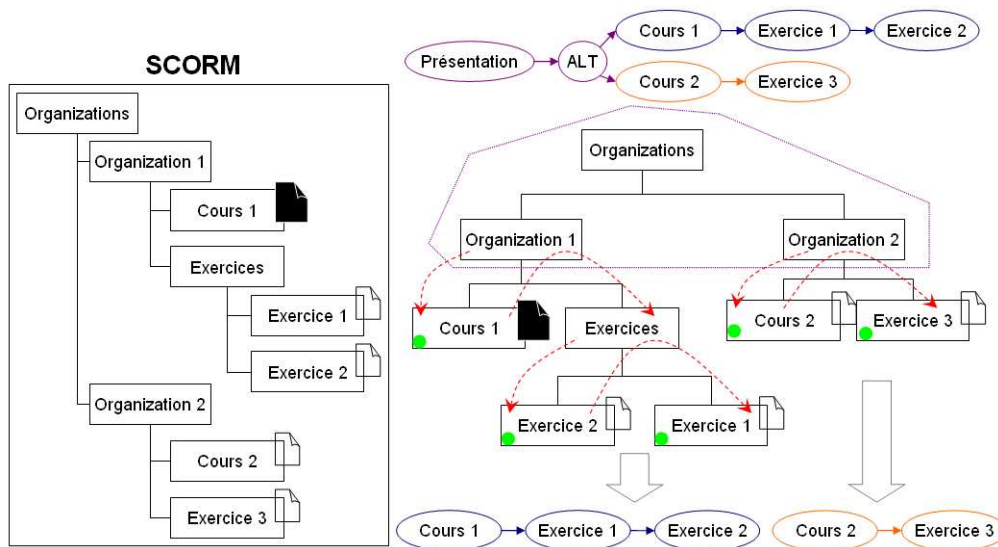 SCORM
Organizations
Organization 1
Cours 1
Exercices
Exercice 1
Exercice 2
Organization 2
Cours 2
Exercice 3
Présentation
ALT
Cours 1
Exercice 1
Exercice 2
Cours 2
Exercice 3
Organizations
Organization 1
Organization 2
Cours 1
Exercices
Cours 2
Exercice 3
Exercice 2
Exercice 1
Cours 1
Exercice 1
Exercice 2
Cours 2
Exercice 3